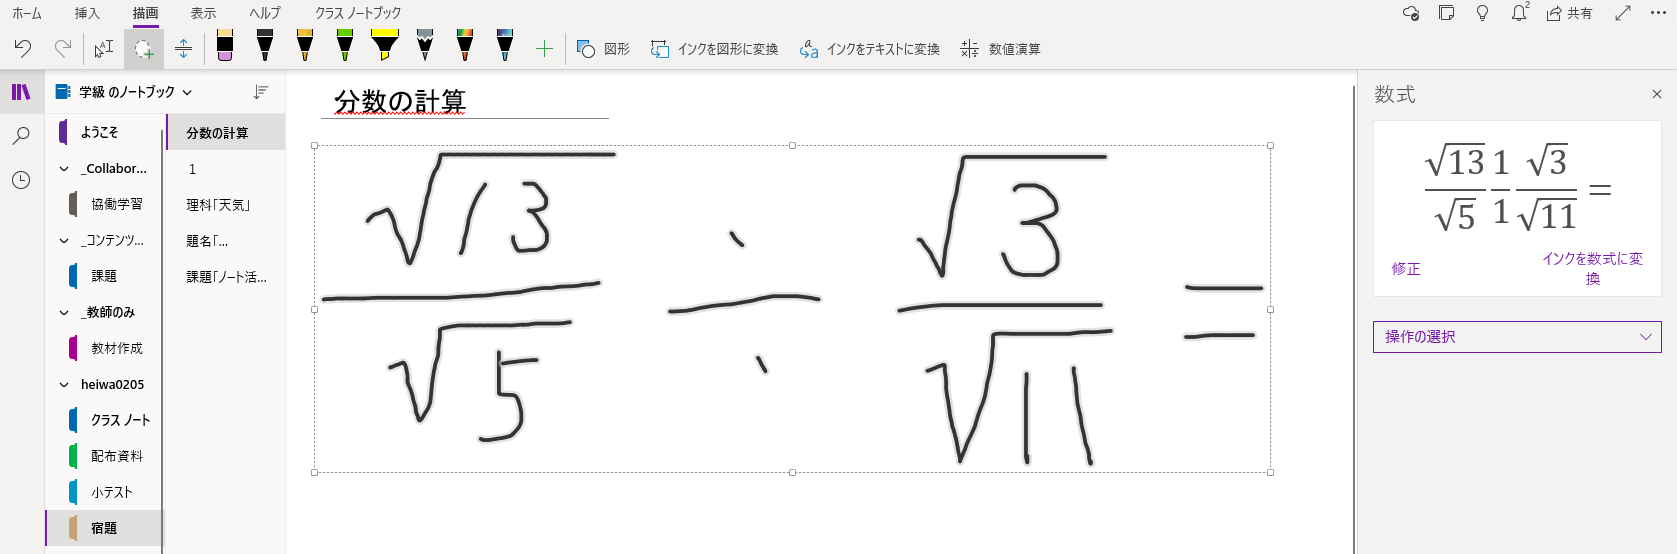 ホーム 挿入 描画 表示 ヘルプ クラス ノートブック
2 共有
図形 インクを図形に変換 インクをテキストに変換 数値演算
学級 のノートブック
ようこそ
_Collabor...
協働学習
_コンテンツ...
課題
_教師のみ
教材作成
heiwa0205
クラス ノート
配布資料
小テスト
宿題
分数の計算
1
理科「天気」
題名「...
課題「ノート活...
分数の計算
√13 √3
÷ =
√5 √11
数式
√13 1 √3
=
√5 1 √11
修正 インクを数式に変
換
操作の選択